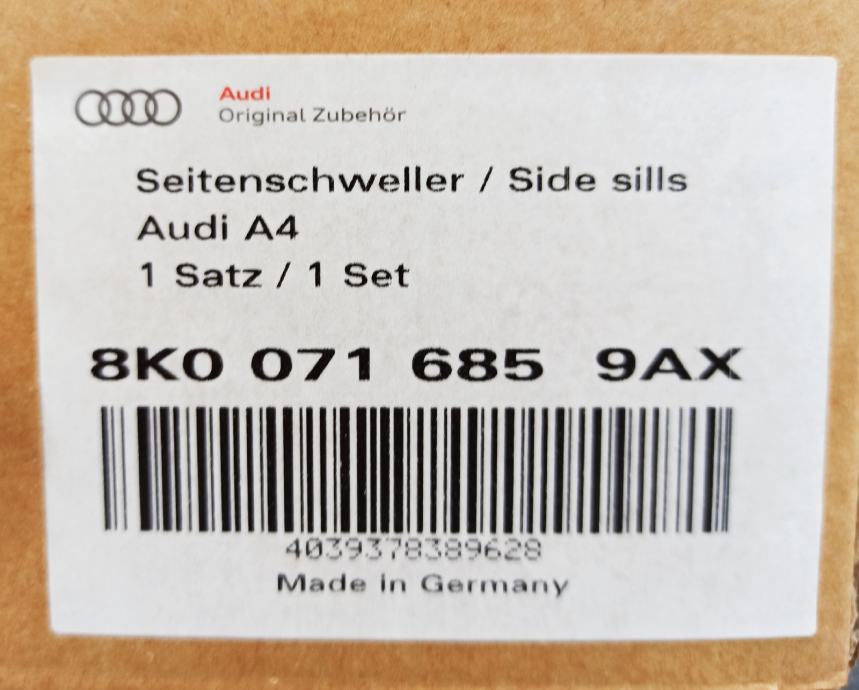 Audi
Original Zubehör
Seitenschweller / Side sills
Audi A4
1 Satz / 1 Set
8K0 071 685 9AX
4039378389628
Made in Germany